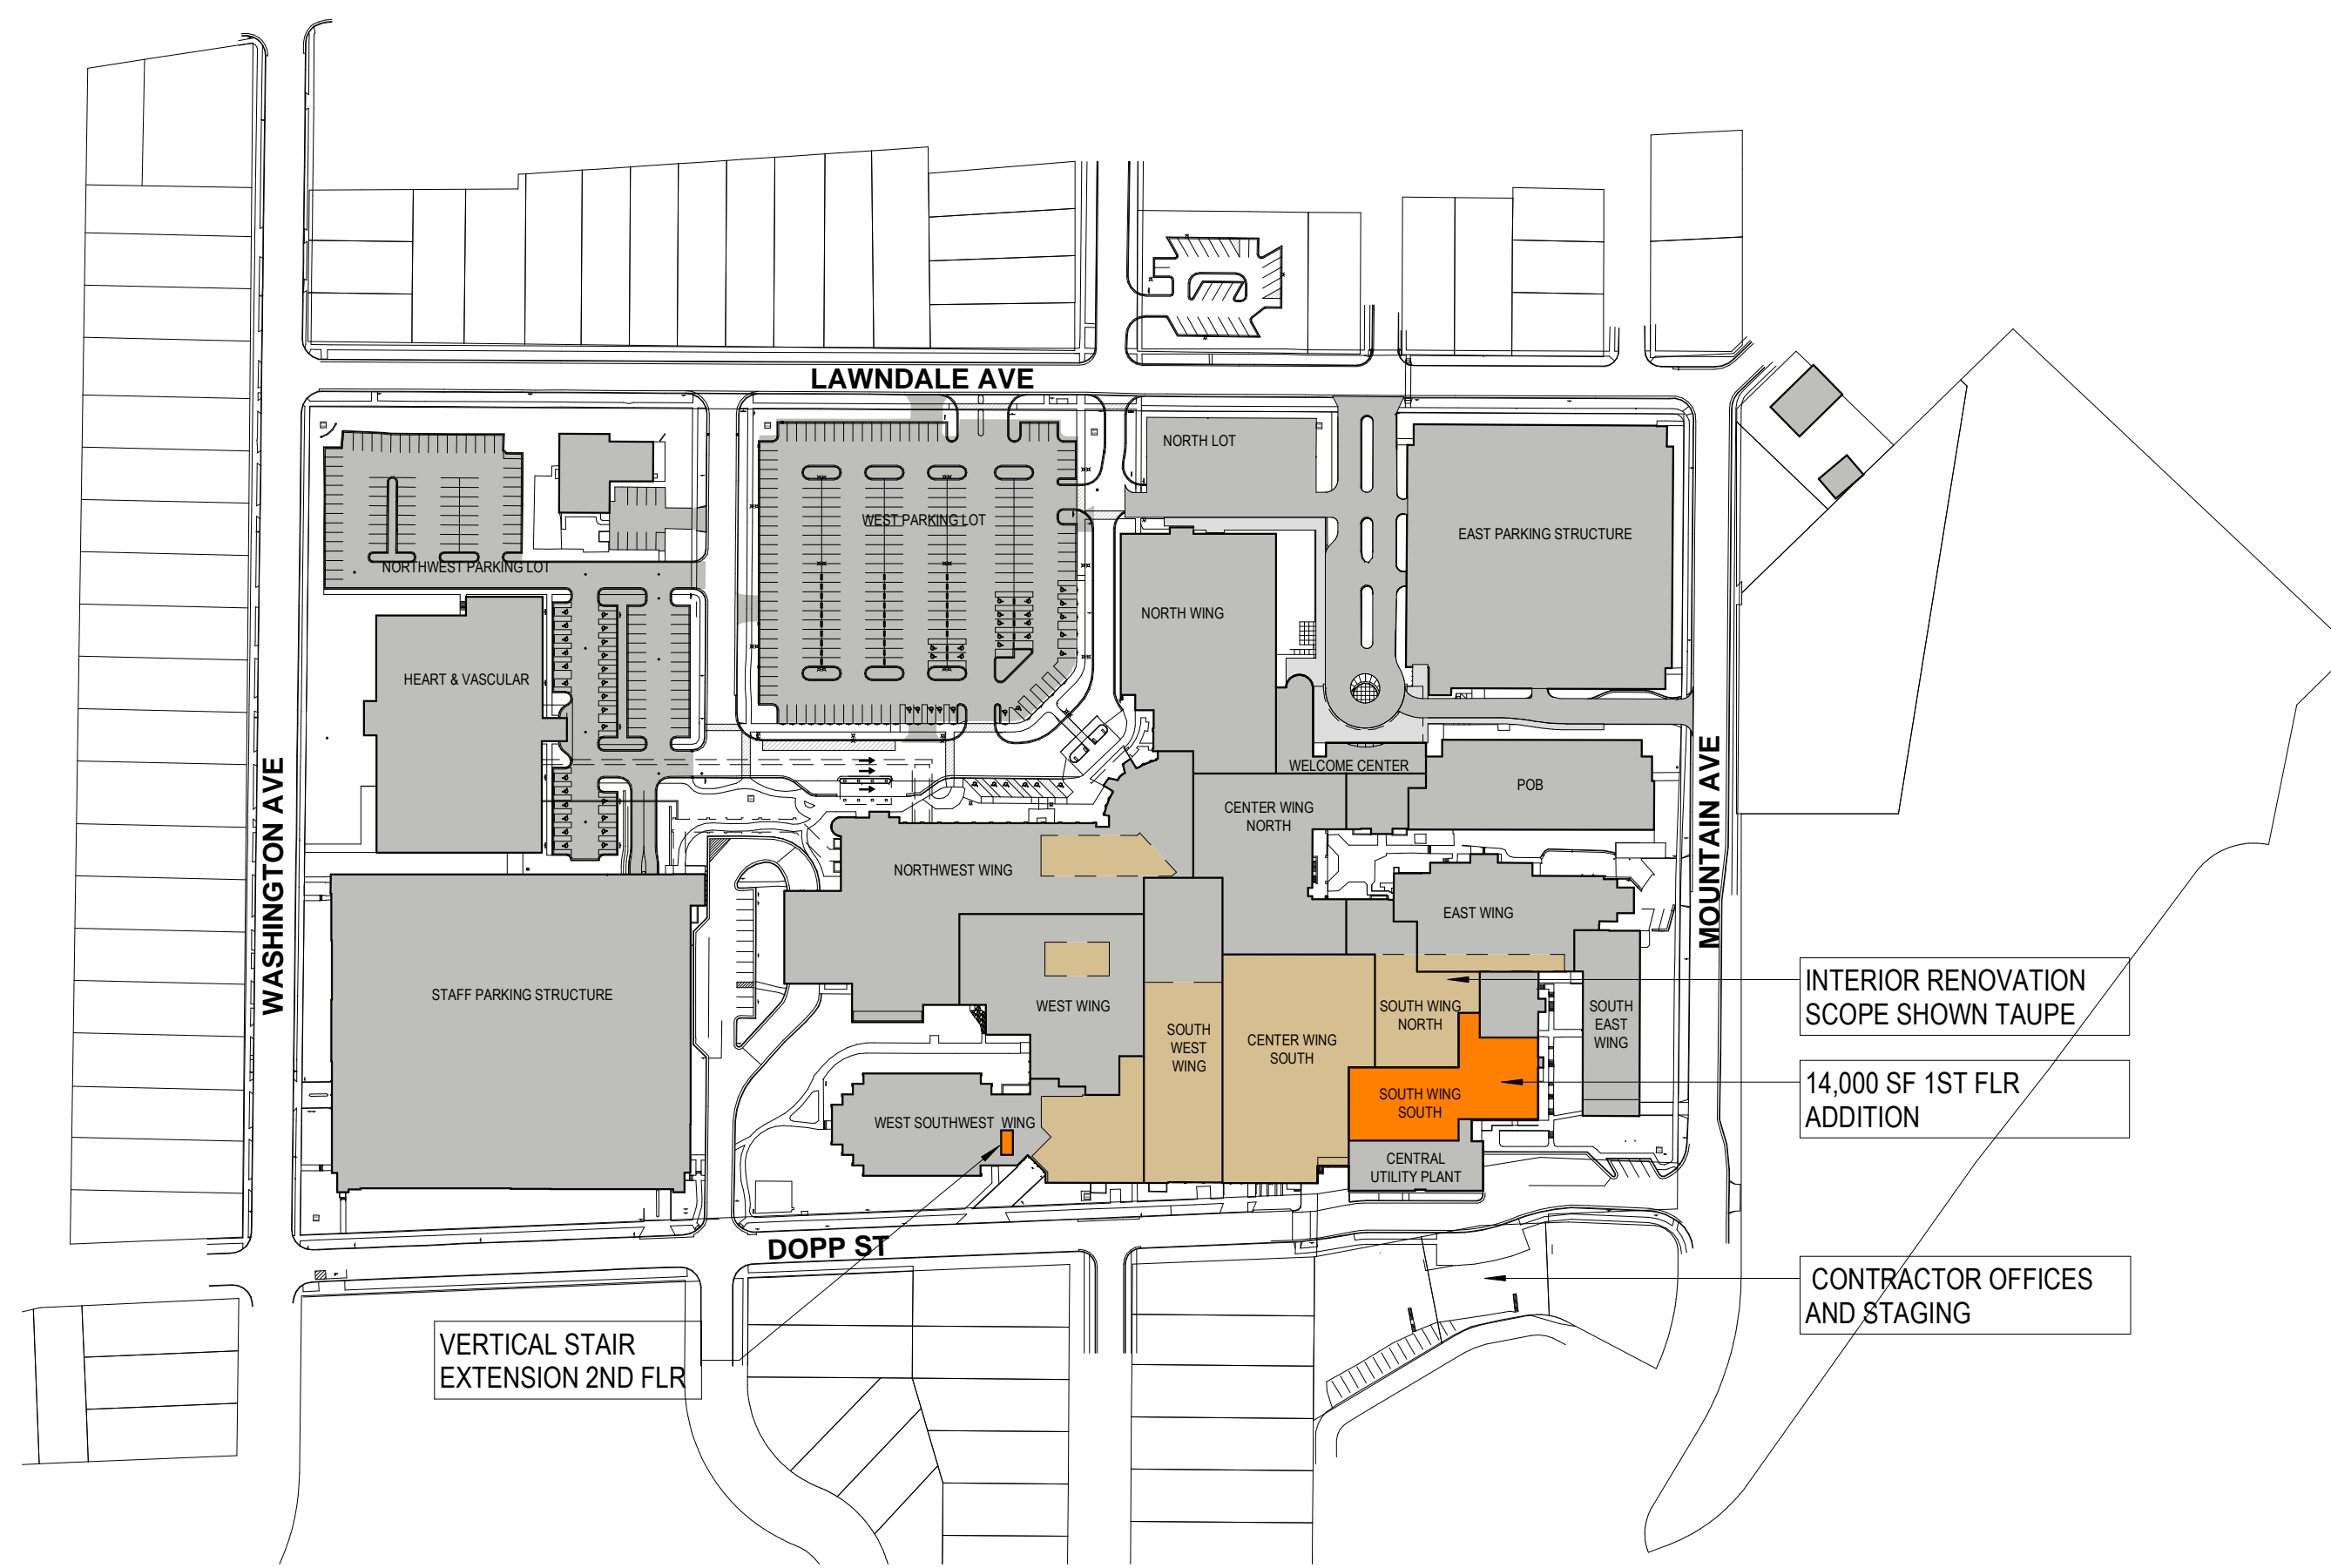 LAWNDALE AVE
NORTH LOT
WEST PARKING LOT
EAST PARKING STRUCTURE
NORTHWEST PARKING LOT
NORTH WING
HEART & VASCULAR
WELCOME CENTER
POB
WASHINGTON AVE
MOUNTAIN AVE
CENTER WING
NORTH
NORTHWEST WING
EAST WING
STAFF PARKING STRUCTURE
WEST WING
SOUTH
WEST
WING
CENTER WING
SOUTH
SOUTH WING
NORTH
SOUTH
EAST
WING
INTERIOR RENOVATION
SCOPE SHOWN TAUPE
14,000 SF 1ST FLR
ADDITION
SOUTH WING
SOUTH
WEST SOUTHWEST WING
CENTRAL
UTILITY PLANT
DOPP ST
CONTRACTOR OFFICES
AND STAGING
VERTICAL STAIR
EXTENSION 2ND FLR